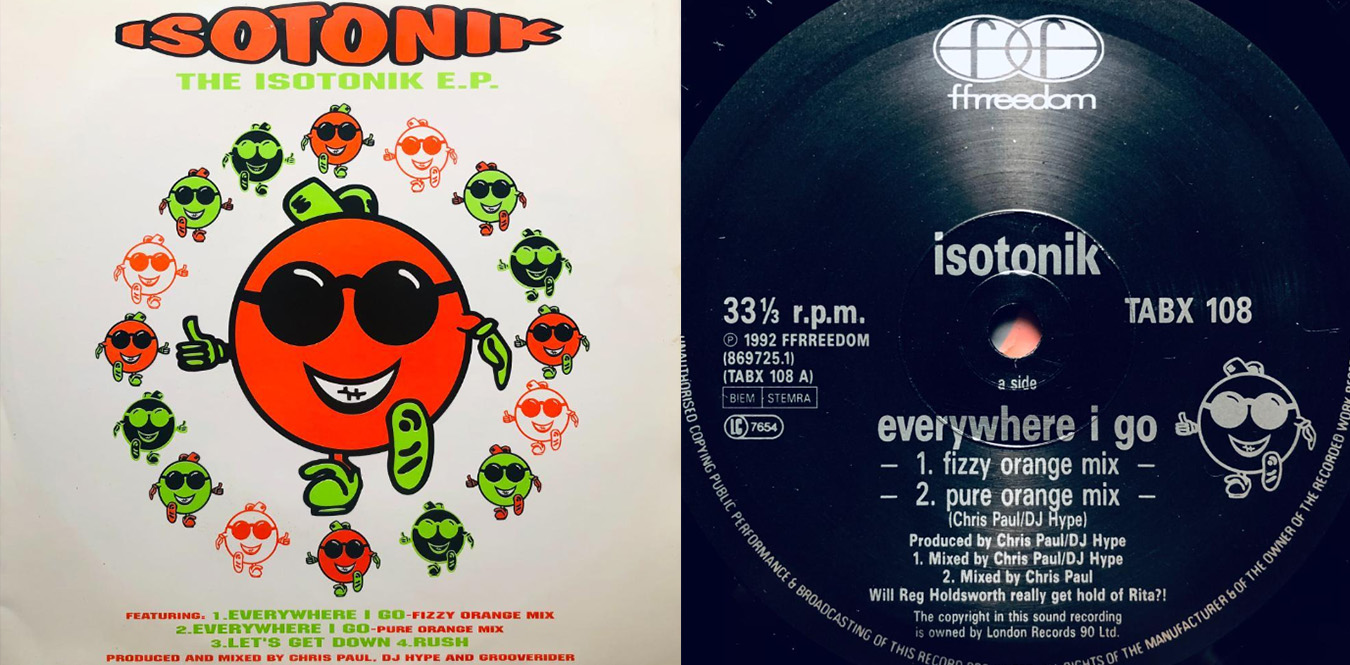 ISOTONIK
THE ISOTONIK E.P.
FEATURING: 1.EVERYWHERE I GO-FIZZY ORANGE MIX
2.EVERYWHERE I GO-PURE ORANGE MIX
3.LET'S GET DOWN 4.RUSH
PRODUCED AND MIXED BY CHRIS PAUL, DJ HYPE AND GROOVERIDER
ff
ffrreedom
isotonik
33⅓ r.p.m.
TABX 108
℗ 1992 FFRREEDOM
(869725.1)
(TABX 108 A)
BIEM STEMRA
LC 7654
a side
everywhere i go
– 1. fizzy orange mix –
– 2. pure orange mix –
(Chris Paul/DJ Hype)
Produced by Chris Paul/DJ Hype
1. Mixed by Chris Paul/DJ Hype
2. Mixed by Chris Paul
Will Reg Holdsworth really get hold of Rita?!
The copyright in this sound recording
is owned by London Records 90 Ltd.
UNAUTHORISED COPYING PUBLIC PERFORMANCE & BROADCASTING OF THIS RECORD
RIGHTS OF THE MANUFACTURER & OF THE OWNER OF THE RECORDED WORK